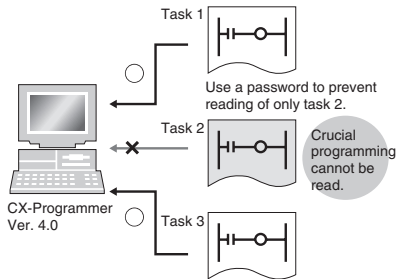 Task 1
Use a password to prevent
reading of only task 2.
Task 2
Crucial
programming
cannot be
read.
CX-Programmer
Ver. 4.0
Task 3